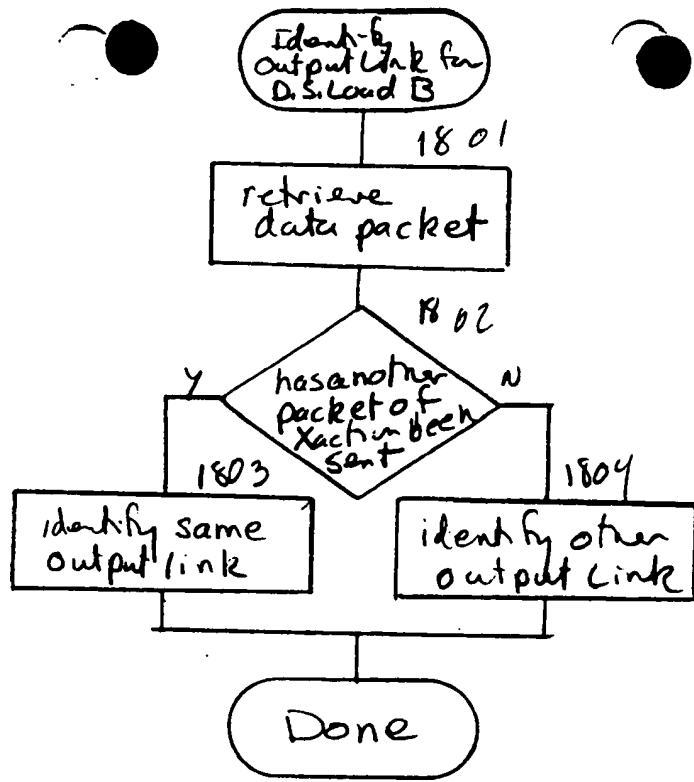 Identify
Output Link for
D.S. Load B
1801
retrieve
data packet
1802
Y
has another
N
packet of
Xaction been
sent
1803
1804
identify same
output link
identify other
output Link
Done